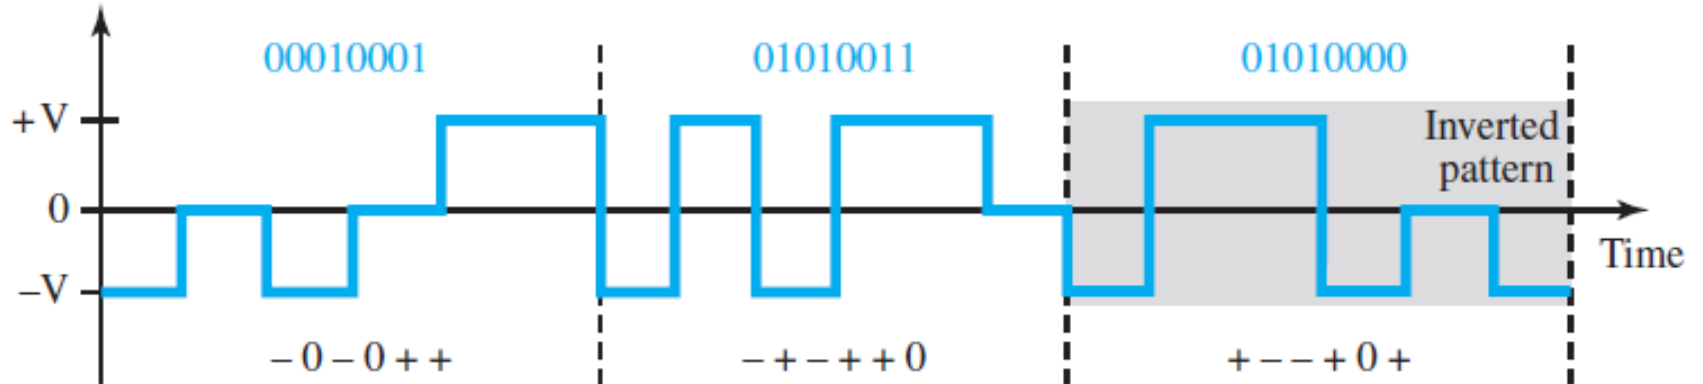 00010001 01010011 01010000
+V
Inverted
pattern
0
Time
–V
– 0 – 0 + + – + – + + 0 + – – + 0 +